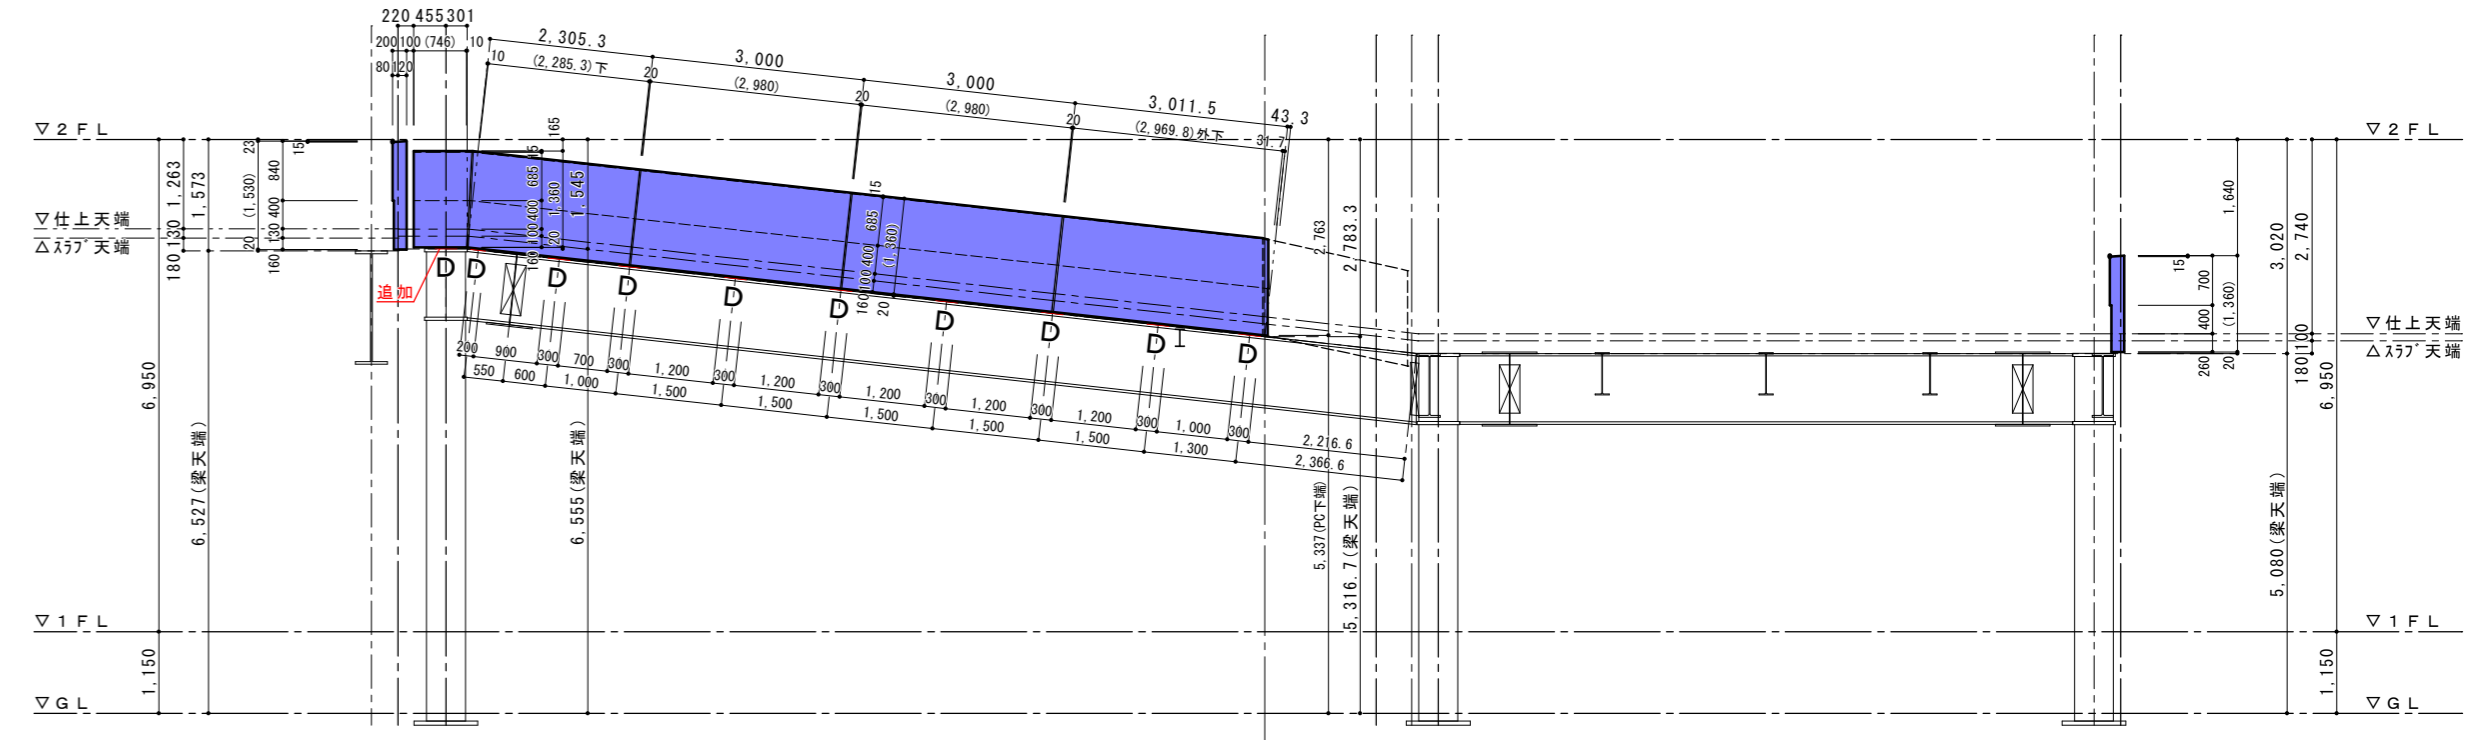 220 455 301
200 100 (746) 10
80 120
2,305.3
3,000
3,000
3,011.5
43.3
10
(2,285.3)下
20
(2,980)
20
(2,980)
20
(2,969.8)外下
31.7
▽2FL
▽仕上天端
△スラブ天端
▽1FL
▽GL
1,263
130
180
1,573
6,950
1,150
6,527(梁天端)
23
(1,530)
20
840
400
130
160
15
165
15
685
400
100
160
1,360
20
1,545
6,555(梁天端)
追加
D
D
D
D
D
D
D
D
D
D
15
685
400
100
160
(1,360)
20
200
900
300
700
300
1,200
300
1,200
300
1,200
300
1,200
300
1,200
300
1,000
300
2,216.6
550
600
1,000
1,500
1,500
1,500
1,500
1,500
1,300
2,366.6
2,763
2,783.3
5,337(PC下端)
5,316.7(梁天端)
15
700
400
260
(1,360)
20
1,640
3,020
2,740
100
180
5,080(梁天端)
6,950
1,150
▽2FL
▽仕上天端
△スラブ天端
▽1FL
▽GL